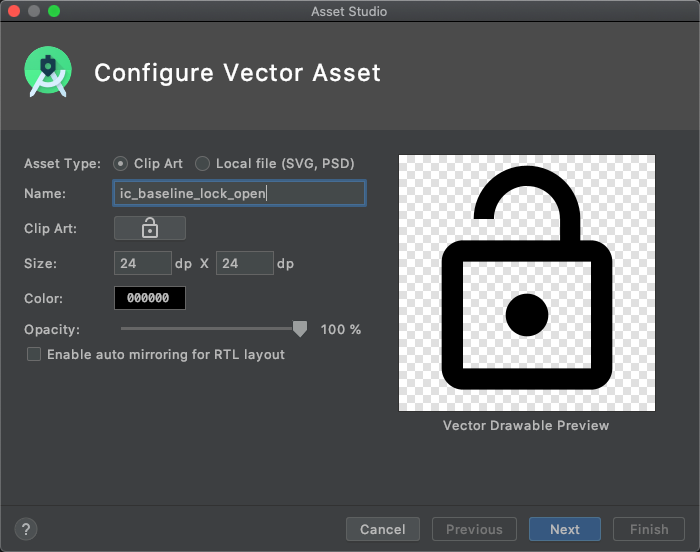 Asset Studio
Configure Vector Asset
Asset Type: Clip Art Local file (SVG, PSD)
Name: ic_baseline_lock_open
Clip Art:
Size: 24 dp X 24 dp
Color: 000000
Opacity: 100 %
Enable auto mirroring for RTL layout
Vector Drawable Preview
? Cancel Previous Next Finish